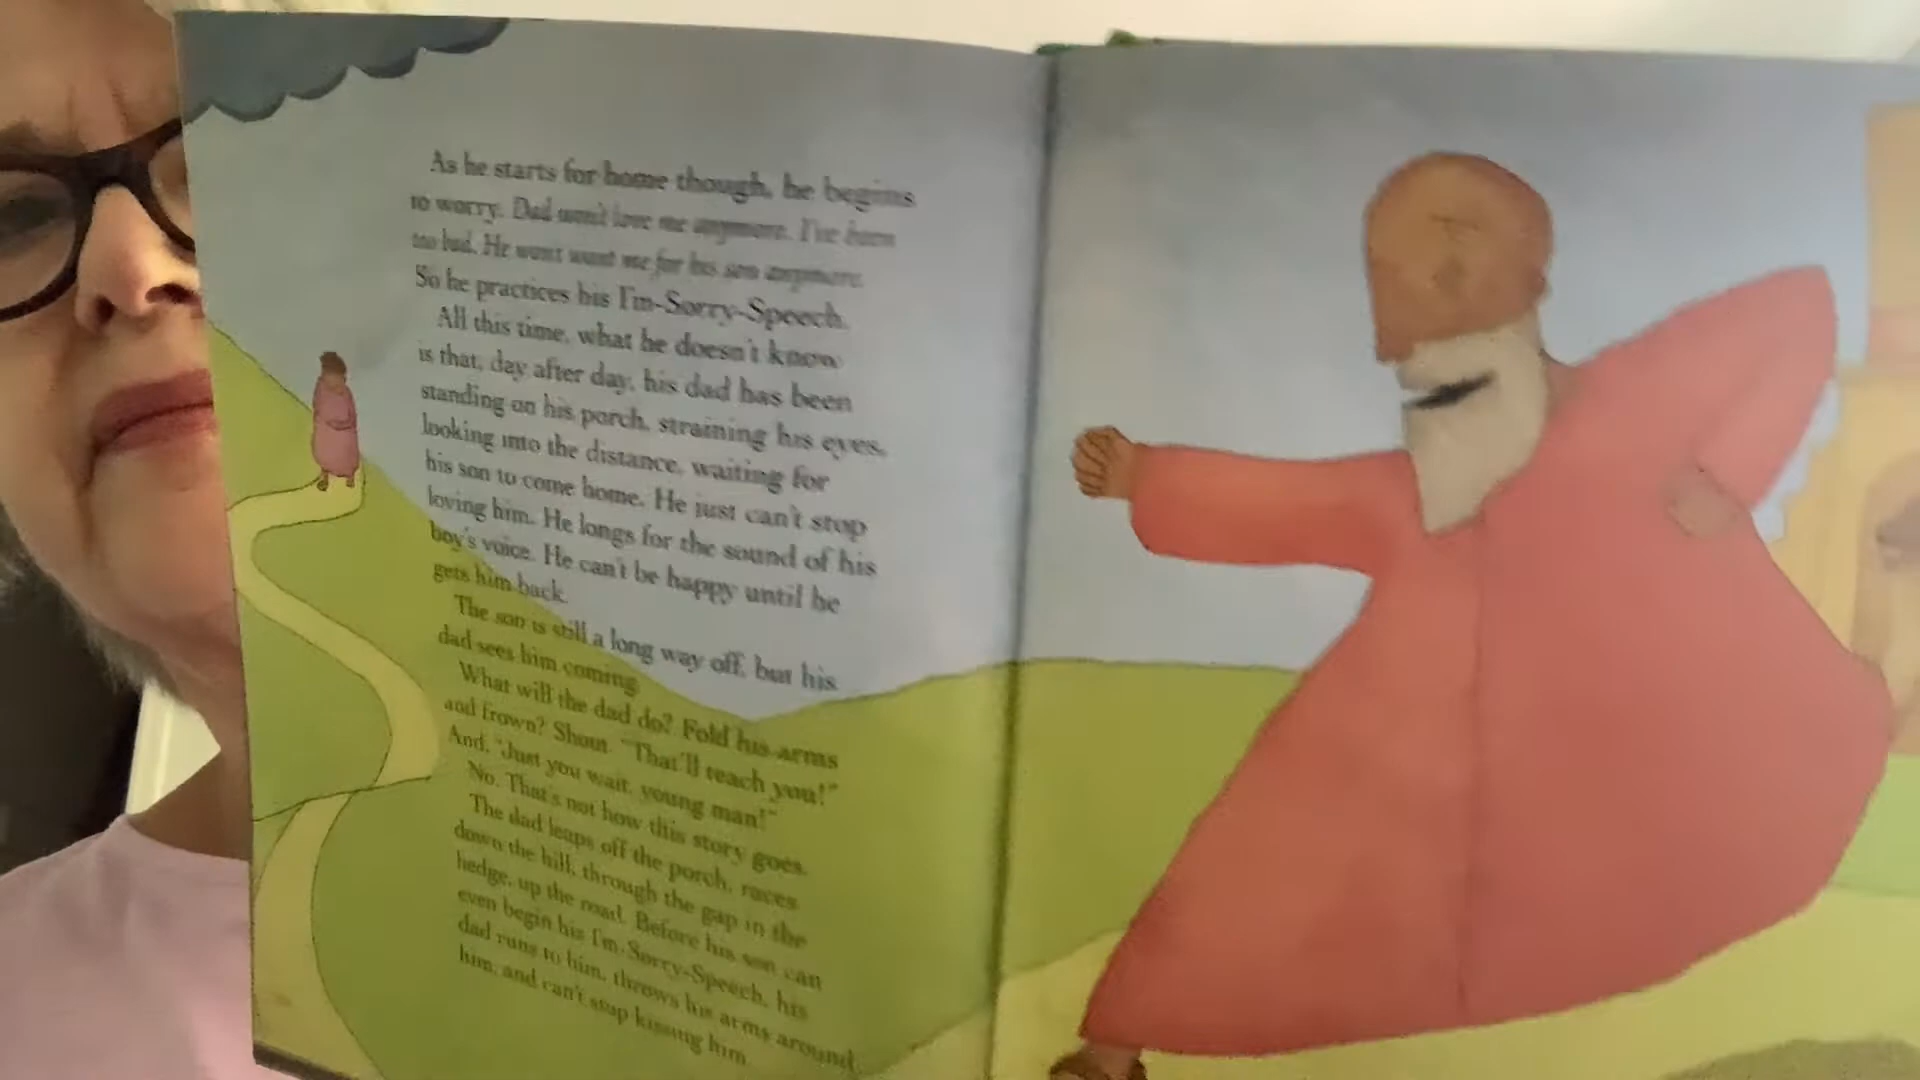 As he starts for home though, he begins
to worry. Dad won't love me anymore. I've been
too bad. He won't want me for his son anymore.
So he practices his I'm-Sorry-Speech.
All this time, what he doesn't know
is that, day after day, his dad has been
standing on his porch, straining his eyes,
looking into the distance, waiting for
his son to come home. He just can't stop
loving him. He longs for the sound of his
boy's voice. He can't be happy until he
gets him back.
The son is still a long way off, but his
dad sees him coming.
What will the dad do? Fold his arms
and frown? Shout, "That'll teach you!"
And, "Just you wait, young man!"
No. That's not how this story goes.
The dad leaps off the porch, races
down the hill, through the gap in the
hedge, up the road. Before his son can
even begin his I'm-Sorry-Speech, his
dad runs to him, throws his arms around
him, and can't stop kissing him.